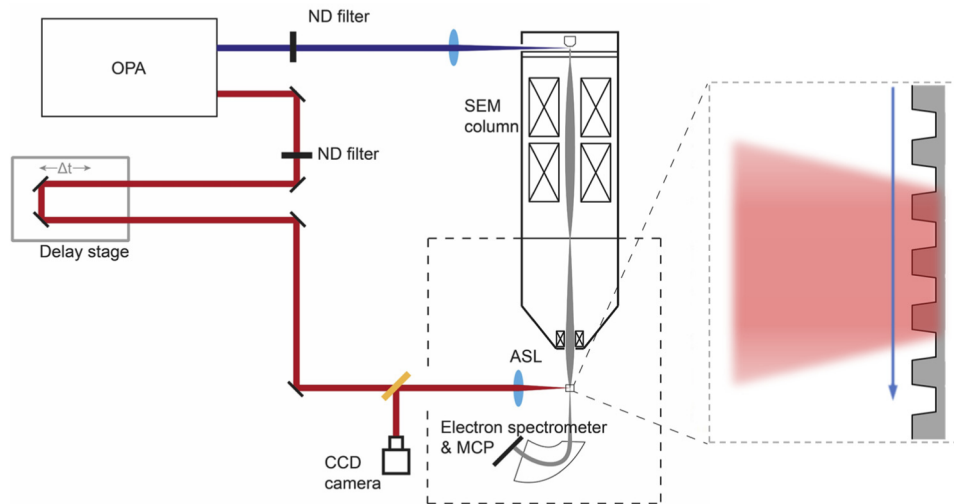 ND filter
OPA
SEM
column
ND filter
Δt
Delay stage
ASL
Electron spectrometer
& MCP
CCD
camera